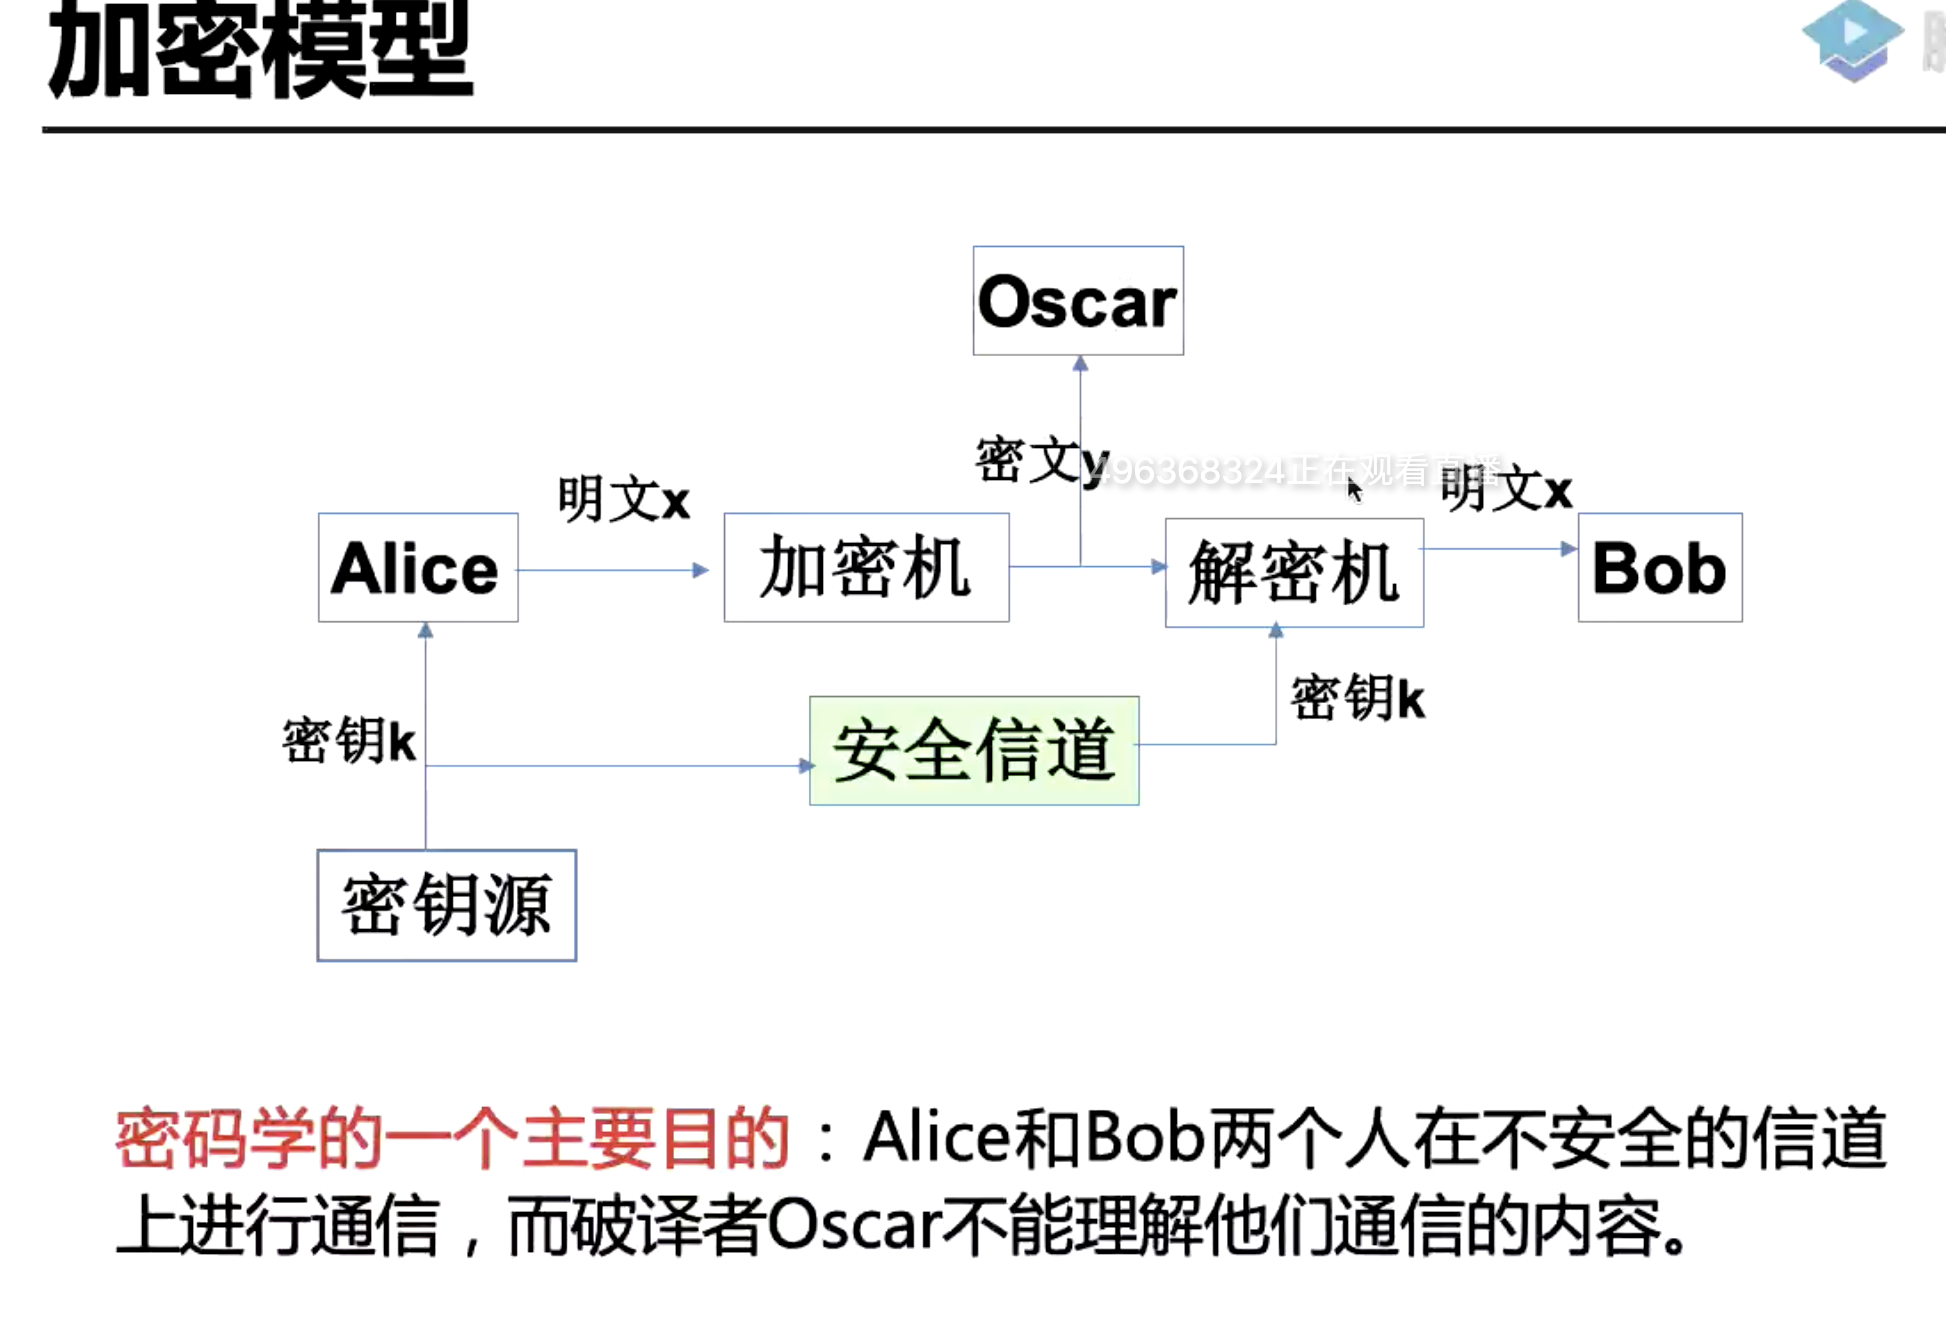 加密模型
Oscar
密文y
496368324正在观看直播
明文x
明文x
Alice
加密机
解密机
Bob
密钥k
安全信道
密钥k
密钥源
密码学的一个主要目的：Alice和Bob两个人在不安全的信道
上进行通信，而破译者Oscar不能理解他们通信的内容。